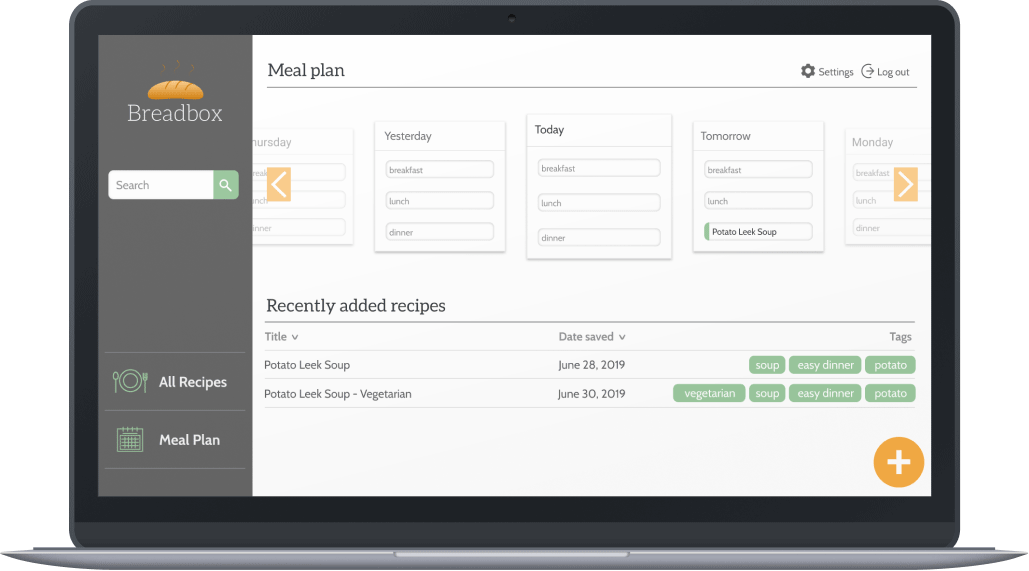 Breadbox
Search
All Recipes
Meal Plan
Meal plan
Settings
Log out
hursday
breakfast
lunch
dinner
Yesterday
breakfast
lunch
dinner
Today
breakfast
lunch
dinner
Tomorrow
breakfast
lunch
Potato Leek Soup
Monday
breakfast
lunch
dinner
Recently added recipes
Title Date saved Tags
Potato Leek Soup June 28, 2019 soup easy dinner potato
Potato Leek Soup - Vegetarian June 30, 2019 vegetarian soup easy dinner potato